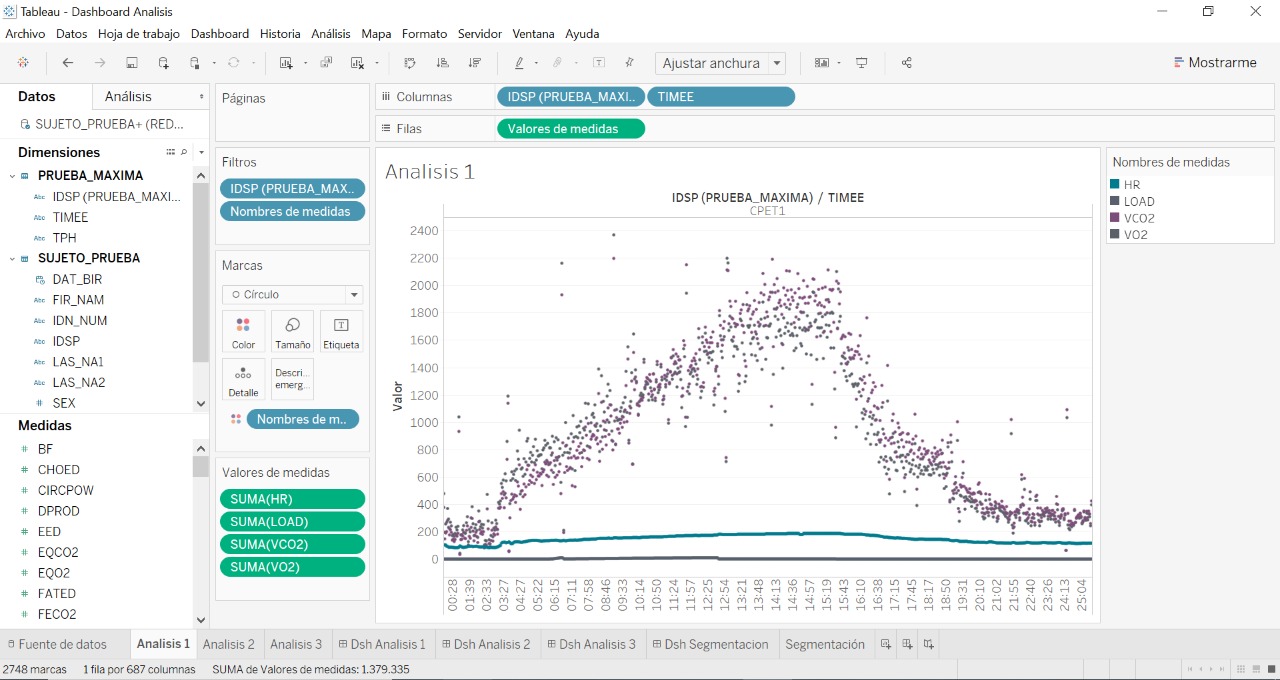 Tableau - Dashboard Analisis
Archivo Datos Hoja de trabajo Dashboard Historia Análisis Mapa Formato Servidor Ventana Ayuda
Ajustar anchura
Mostrarme
Datos Análisis
SUJETO_PRUEBA+ (RED...
Dimensiones
PRUEBA_MAXIMA
Abc IDSP (PRUEBA_MAXI...
Abc TIMEE
Abc TPH
SUJETO_PRUEBA
DAT_BIR
Abc FIR_NAM
Abc IDN_NUM
Abc IDSP
Abc LAS_NA1
Abc LAS_NA2
# SEX
Medidas
# BF
# CHOED
# CIRCPOW
# DPROD
# EED
# EQCO2
# EQO2
# FATED
# FECO2
Páginas
Filtros
IDSP (PRUEBA_MAX..
Nombres de medidas
Marcas
Círculo
Color Tamaño Etiqueta
Detalle
Descri...
emerg...
Nombres de m..
Valores de medidas
SUMA(HR)
SUMA(LOAD)
SUMA(VCO2)
SUMA(VO2)
Columnas
IDSP (PRUEBA_MAXI.. TIMEE
Filas
Valores de medidas
Analisis 1
IDSP (PRUEBA_MAXIMA) / TIMEE
CPET1
Valor
2400
2200
2000
1800
1600
1400
1200
1000
800
600
400
200
0
00:28 01:39 02:33 03:27 04:27 05:22 06:15 07:11 07:58 08:46 09:33 10:14 10:50 11:24 11:57 12:25 12:54 13:21 13:48 14:13 14:36 14:57 15:19 15:43 16:10 16:38 17:15 17:45 18:17 18:50 19:31 20:10 21:02 21:55 22:40 23:26 24:13 25:04
Nombres de medidas
HR
LOAD
VCO2
VO2
Fuente de datos Analisis 1 Analisis 2 Analisis 3 Dsh Analisis 1 Dsh Analisis 2 Dsh Analisis 3 Dsh Segmentacion Segmentación
2748 marcas 1 fila por 687 columnas SUMA de Valores de medidas: 1.379.335